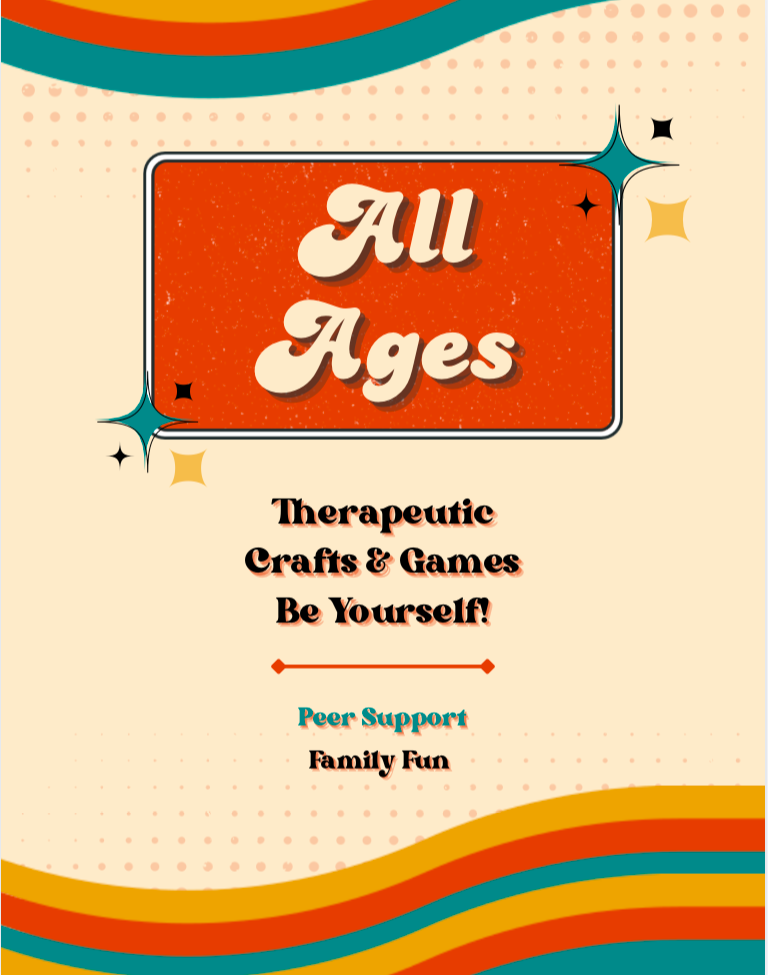 All
Ages
Therapeutic
Crafts & Games
Be Yourself!
Peer Support
Family Fun